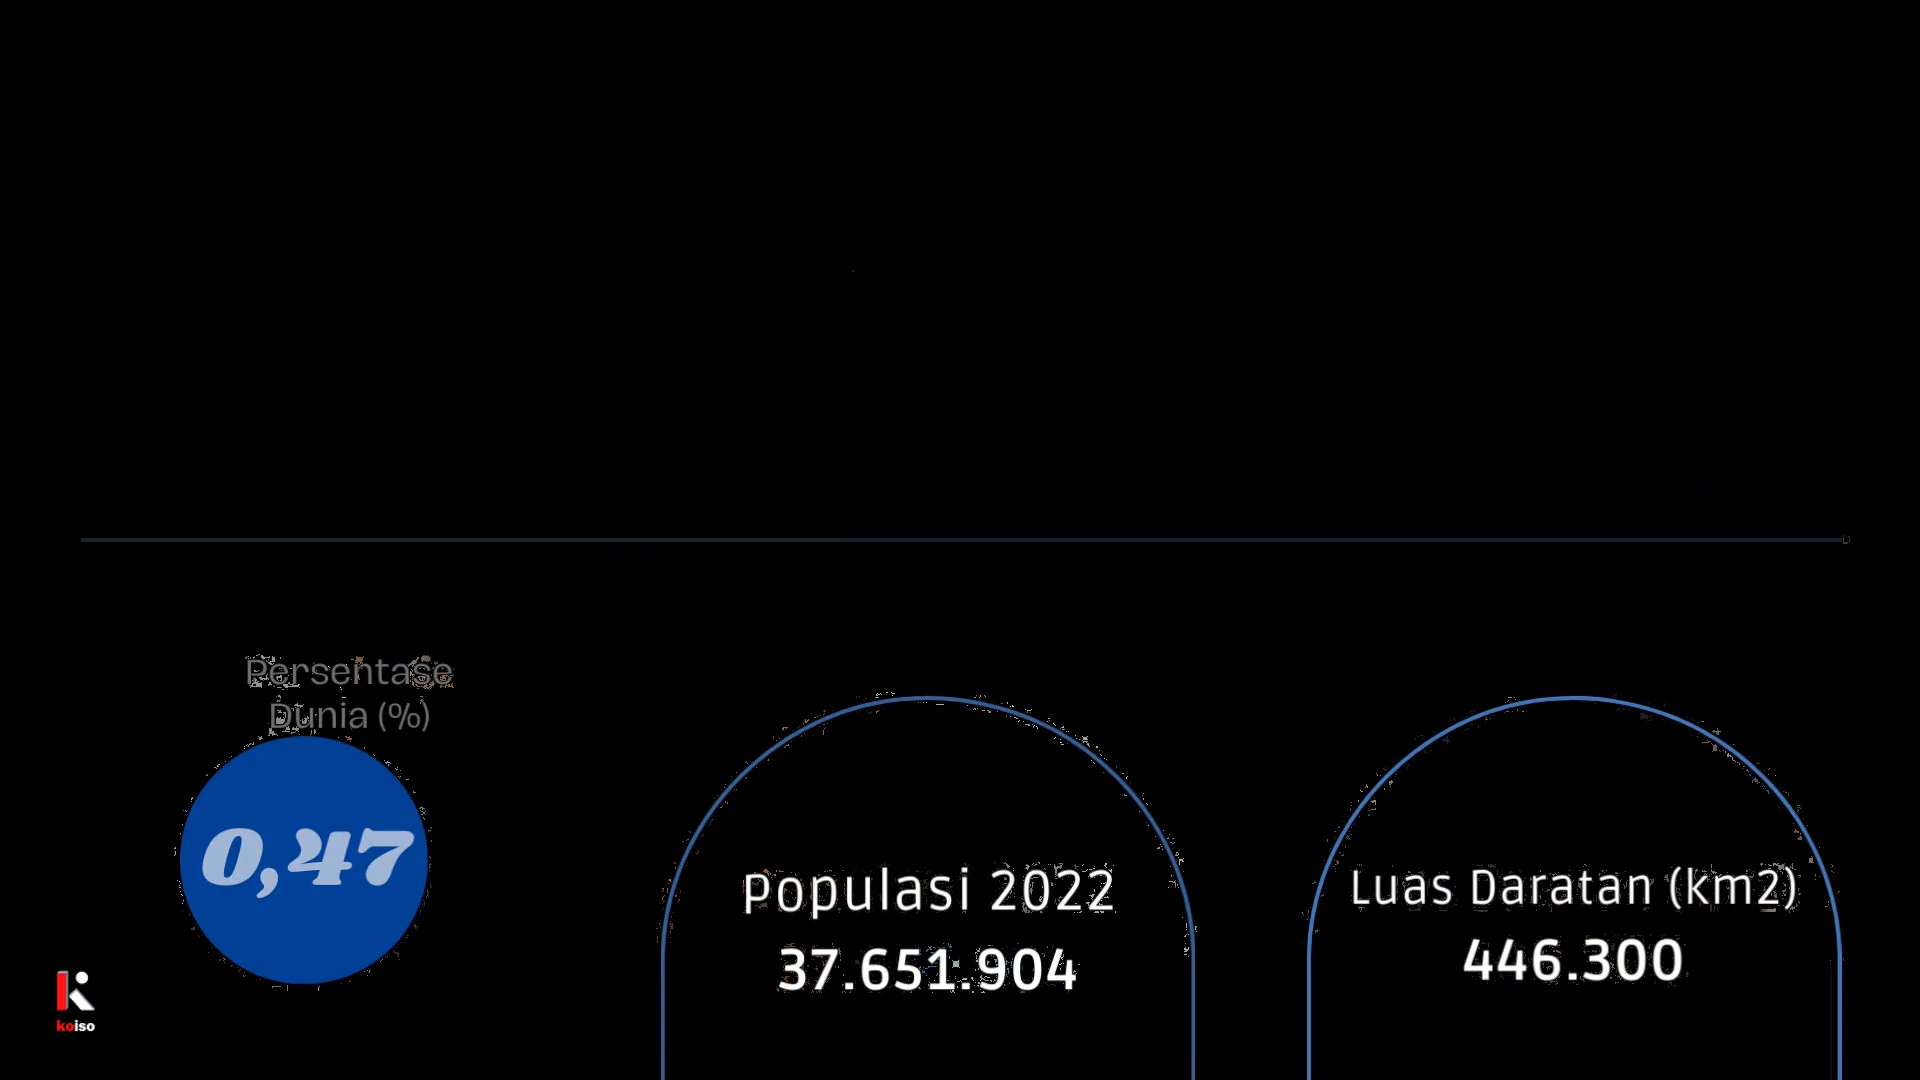 Persentase
Dunia (%)
0,47
Populasi 2022
37.651.904
Luas Daratan (Km2)
446.300
koiso